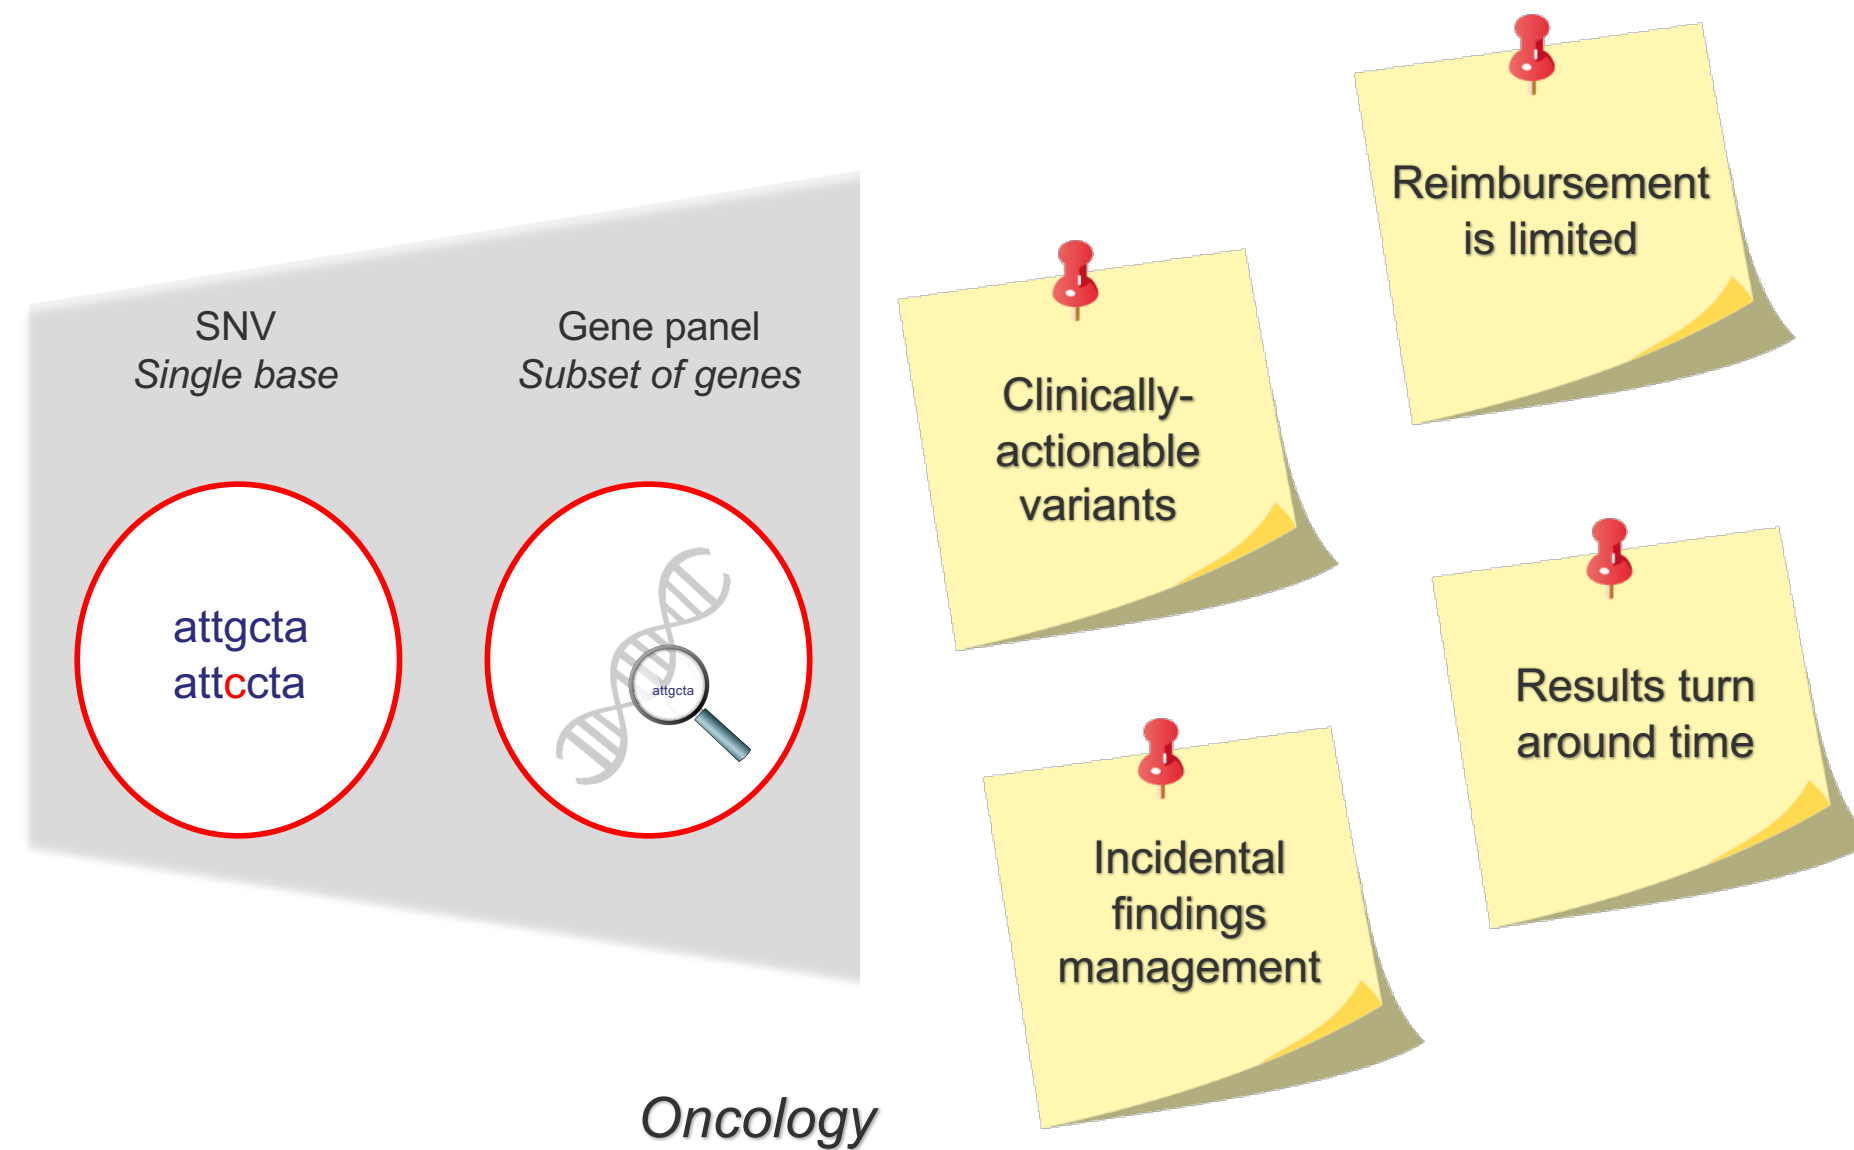 SNV
Single base
Gene panel
Subset of genes
attgcta
attccta
attgcta
Reimbursement
is limited
Clinically-
actionable
variants
Results turn
around time
Incidental
findings
management
Oncology